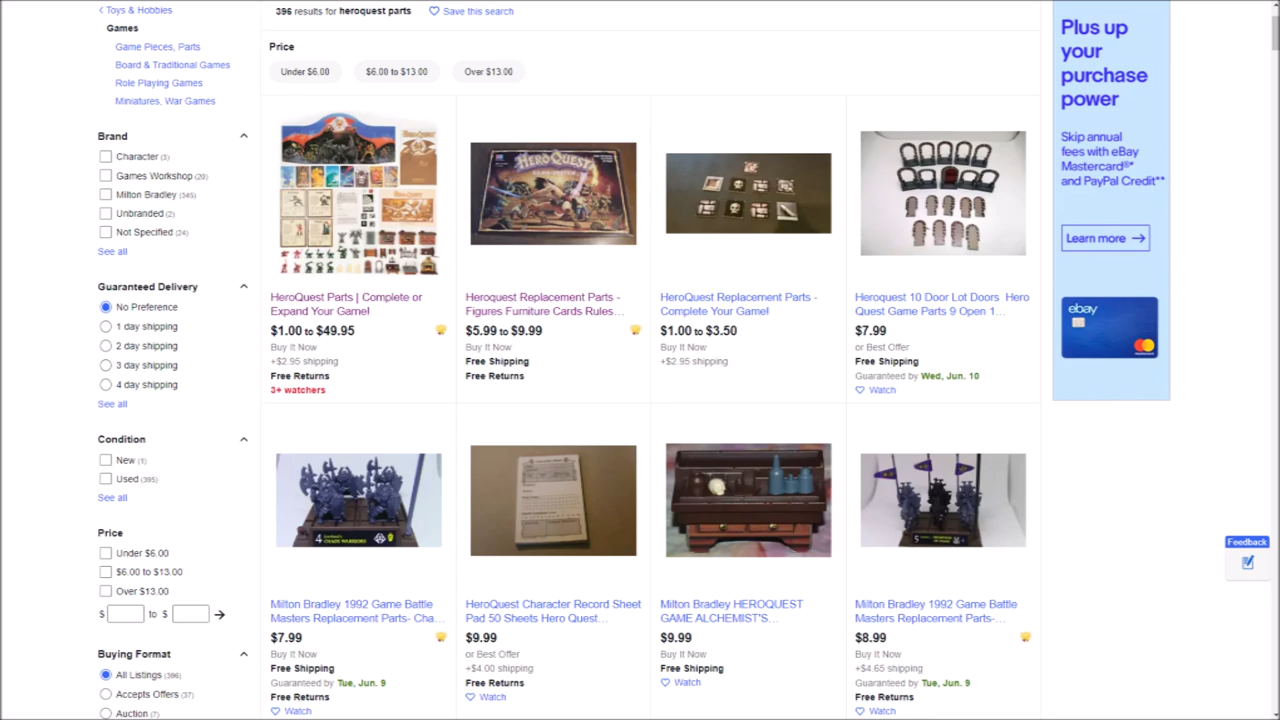 Toys & Hobbies
Games
Game Pieces, Parts
Board & Traditional Games
Role Playing Games
Miniatures, War Games
Brand
Character (3)
Games Workshop (20)
Milton Bradley (345)
Unbranded (2)
Not Specified (24)
See all
Guaranteed Delivery
No Preference
1 day shipping
2 day shipping
3 day shipping
4 day shipping
See all
Condition
New (1)
Used (395)
See all
Price
Under $6.00
$6.00 to $13.00
Over $13.00
$ to $
Buying Format
All Listings (396)
Accepts Offers (37)
Auction (7)
396 results for heroquest parts Save this search
Price
Under $6.00 $6.00 to $13.00 Over $13.00
HeroQuest Parts | Complete or
Expand Your Game!
$1.00 to $49.95
Buy It Now
+$2.95 shipping
Free Returns
3+ watchers
HEROQUEST
Heroquest Replacement Parts -
Figures Furniture Cards Rules...
$5.99 to $9.99
Buy It Now
Free Shipping
Free Returns
HeroQuest Replacement Parts -
Complete Your Game!
$1.00 to $3.50
Buy It Now
+$2.95 shipping
Heroquest 10 Door Lot Doors Hero
Quest Game Parts 9 Open 1...
$7.99
or Best Offer
Free Shipping
Guaranteed by Wed, Jun. 10
Watch
4 CHAOS WARRIORS
Milton Bradley 1992 Game Battle
Masters Replacement Parts- Cha...
$7.99
Buy It Now
Free Shipping
Guaranteed by Tue, Jun. 9
Free Returns
Watch
HeroQuest Character Record Sheet
Pad 50 Sheets Hero Quest...
$9.99
or Best Offer
+$4.00 shipping
Free Returns
Watch
Milton Bradley HEROQUEST
GAME ALCHEMIST'S...
$9.99
Buy It Now
Free Shipping
Watch
5
Milton Bradley 1992 Game Battle
Masters Replacement Parts-...
$8.99
Buy It Now
+$4.65 shipping
Guaranteed by Tue, Jun. 9
Free Returns
Watch
Plus up
your
purchase
power
Skip annual
fees with eBay
Mastercard®*
and PayPal Credit**
Learn more
ebay
Feedback